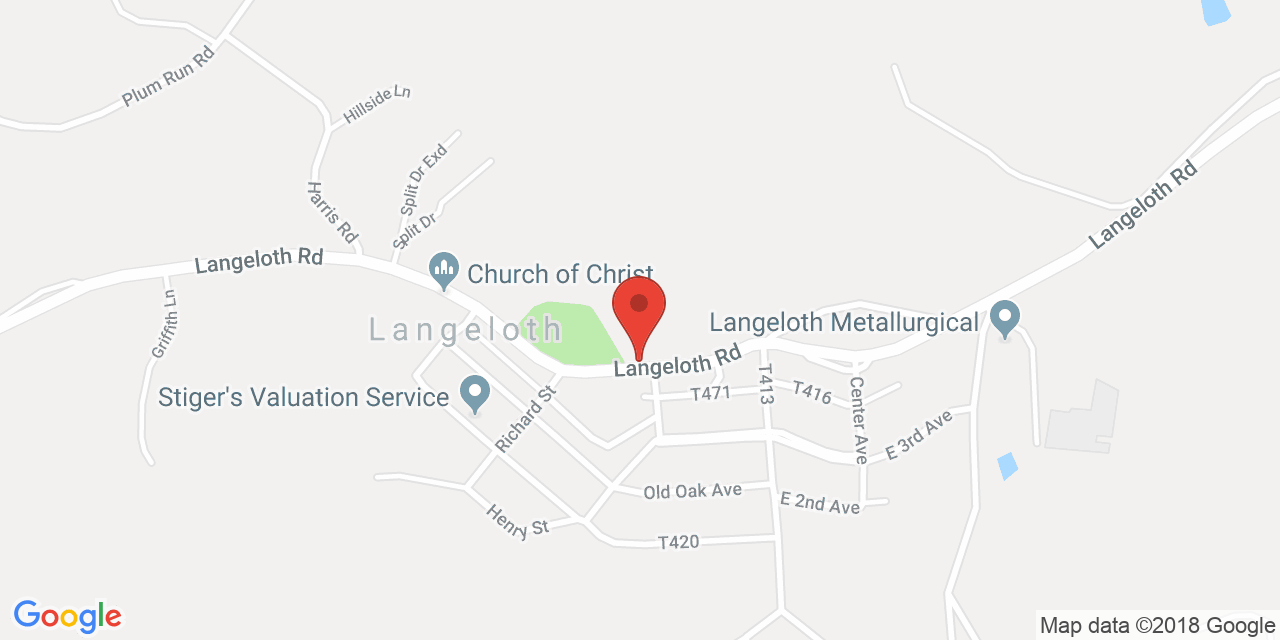 Plum Run Rd
Hillside Ln
Split Dr Exd
Split Dr
Harris Rd
Langeloth Rd
Langeloth Rd
Church of Christ
Griffith Ln
Langeloth
Langeloth Metallurgical
Langeloth Rd
Stiger's Valuation Service
T471
T413
T416
Center Ave
Richard St
E 3rd Ave
Old Oak Ave
E 2nd Ave
Henry St
T420
Google
Map data ©2018 Google